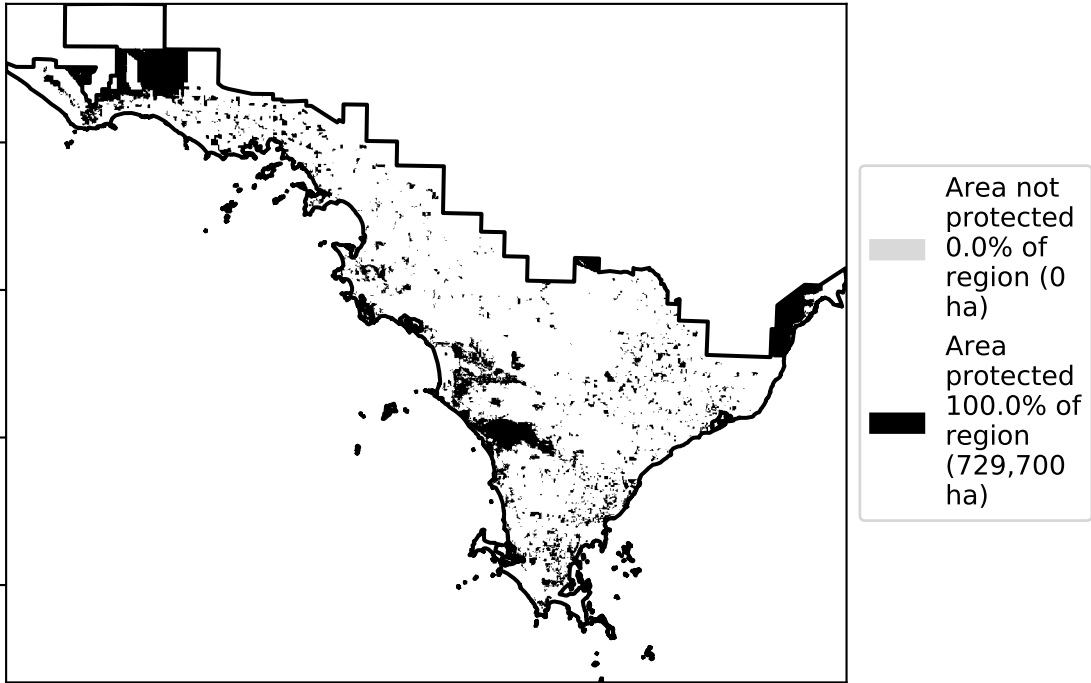 Area not
protected
0.0% of
region (0
ha)
Area
protected
100.0% of
region
(729,700
ha)